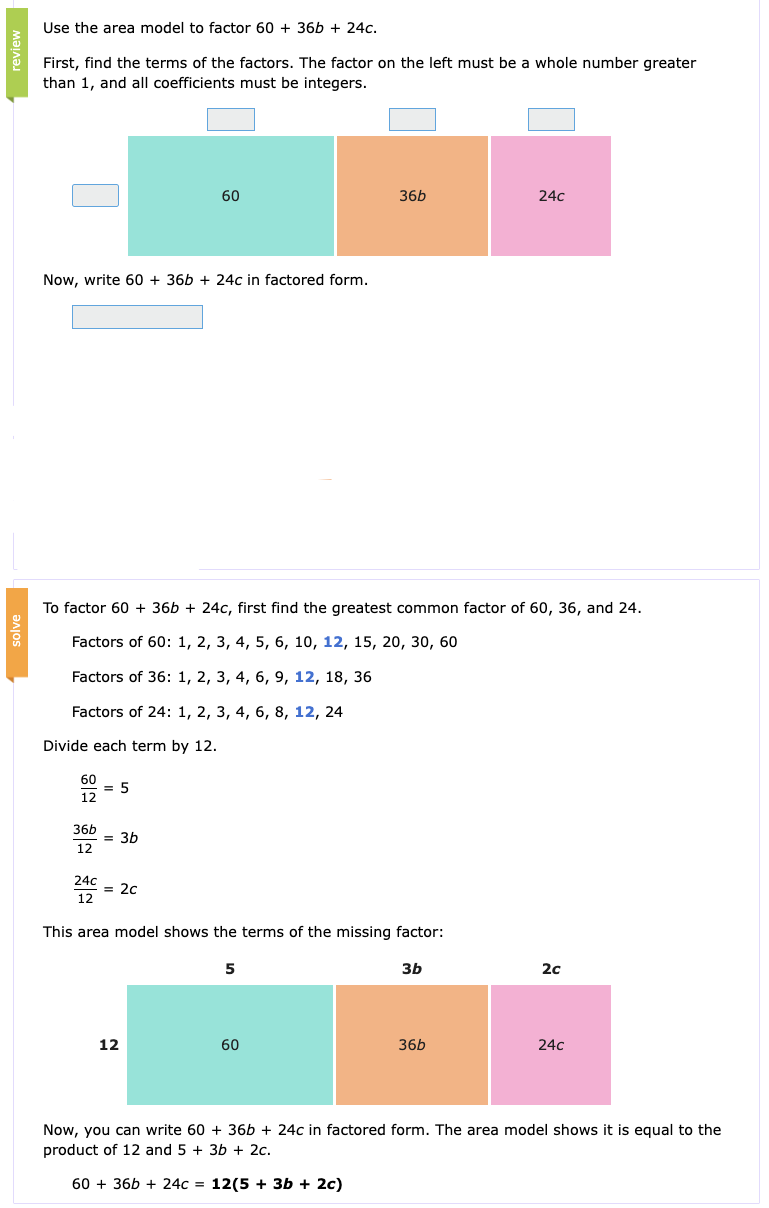 review
Use the area model to factor 60 + 36b + 24c.
First, find the terms of the factors. The factor on the left must be a whole number greater
than 1, and all coefficients must be integers.
60 36b 24c
Now, write 60 + 36b + 24c in factored form.
solve
To factor 60 + 36b + 24c, first find the greatest common factor of 60, 36, and 24.
Factors of 60: 1, 2, 3, 4, 5, 6, 10, 12, 15, 20, 30, 60
Factors of 36: 1, 2, 3, 4, 6, 9, 12, 18, 36
Factors of 24: 1, 2, 3, 4, 6, 8, 12, 24
Divide each term by 12.
60/12 = 5
36b/12 = 3b
24c/12 = 2c
This area model shows the terms of the missing factor:
5 3b 2c
12 60 36b 24c
Now, you can write 60 + 36b + 24c in factored form. The area model shows it is equal to the
product of 12 and 5 + 3b + 2c.
60 + 36b + 24c = 12(5 + 3b + 2c)